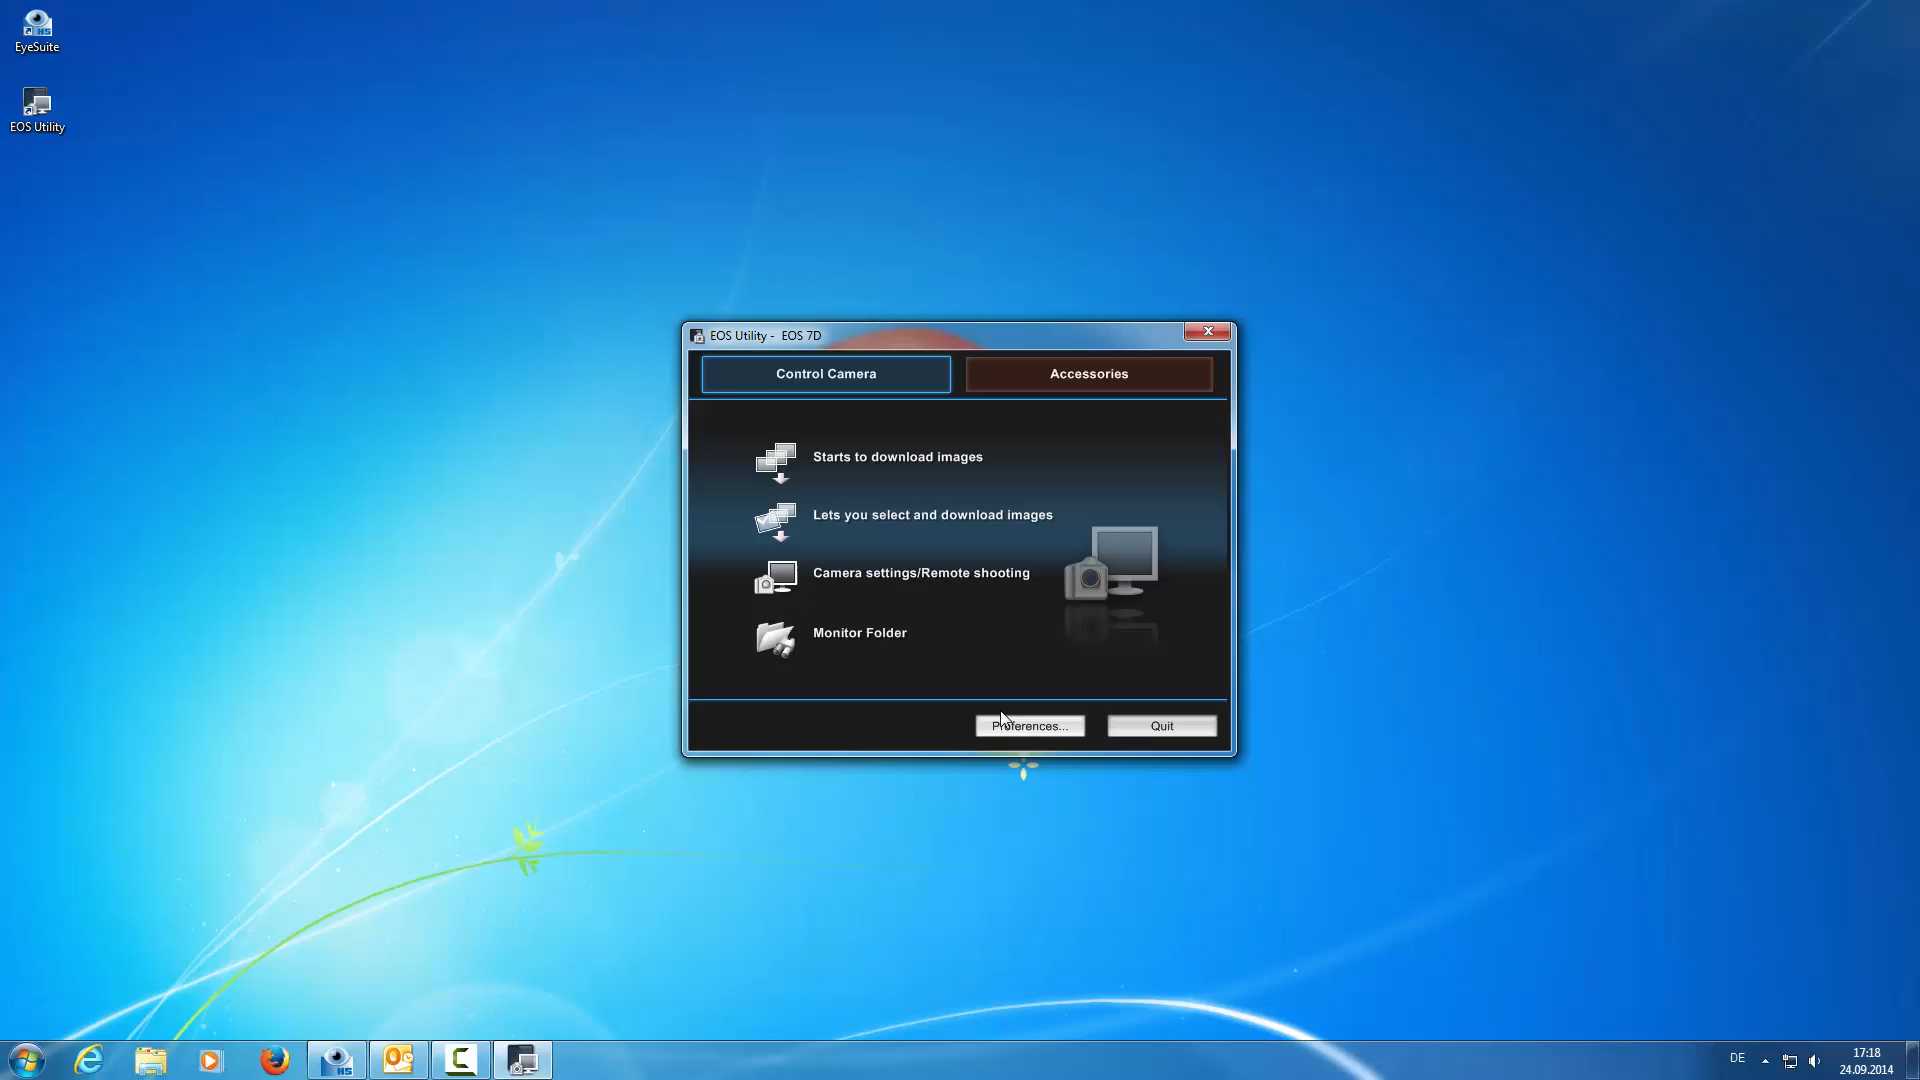 EyeSuite
EOS Utility
EOS Utility - EOS 7D
Control Camera
Accessories
Starts to download images
Lets you select and download images
Camera settings/Remote shooting
Monitor Folder
Preferences...
Quit
HS
DE
17:18
24.09.2014